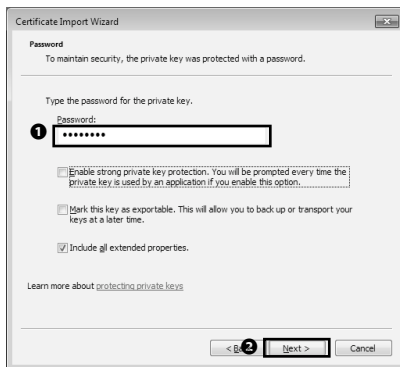 Certificate Import Wizard
Password
To maintain security, the private key was protected with a password.
Type the password for the private key.
Password:
❶ ••••••••
Enable strong private key protection. You will be prompted every time the
private key is used by an application if you enable this option.
Mark this key as exportable. This will allow you to back up or transport your
keys at a later time.
Include all extended properties.
Learn more about protecting private keys
< B ❷ Next > Cancel